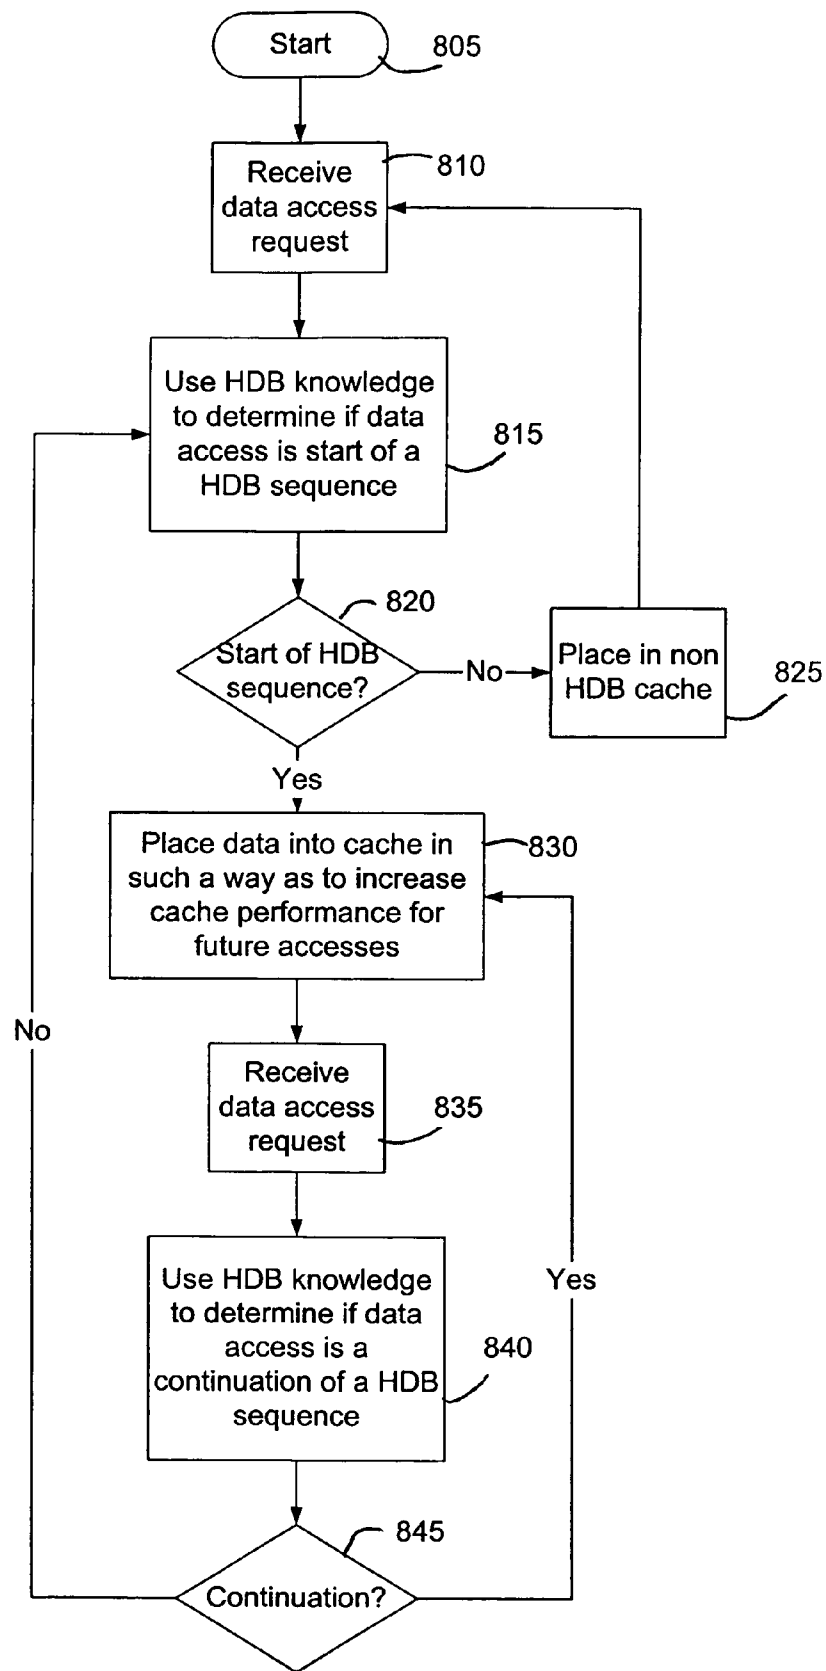 Start
805
Receive
data access
request
810
Use HDB knowledge
to determine if data
access is start of a
HDB sequence
815
820
Start of HDB
sequence?
No
Place in non
HDB cache
825
Yes
Place data into cache in
such a way as to increase
cache performance for
future accesses
830
No
Receive
data access
request
835
Use HDB knowledge
to determine if data
access is a
continuation of a HDB
sequence
840
Yes
845
Continuation?